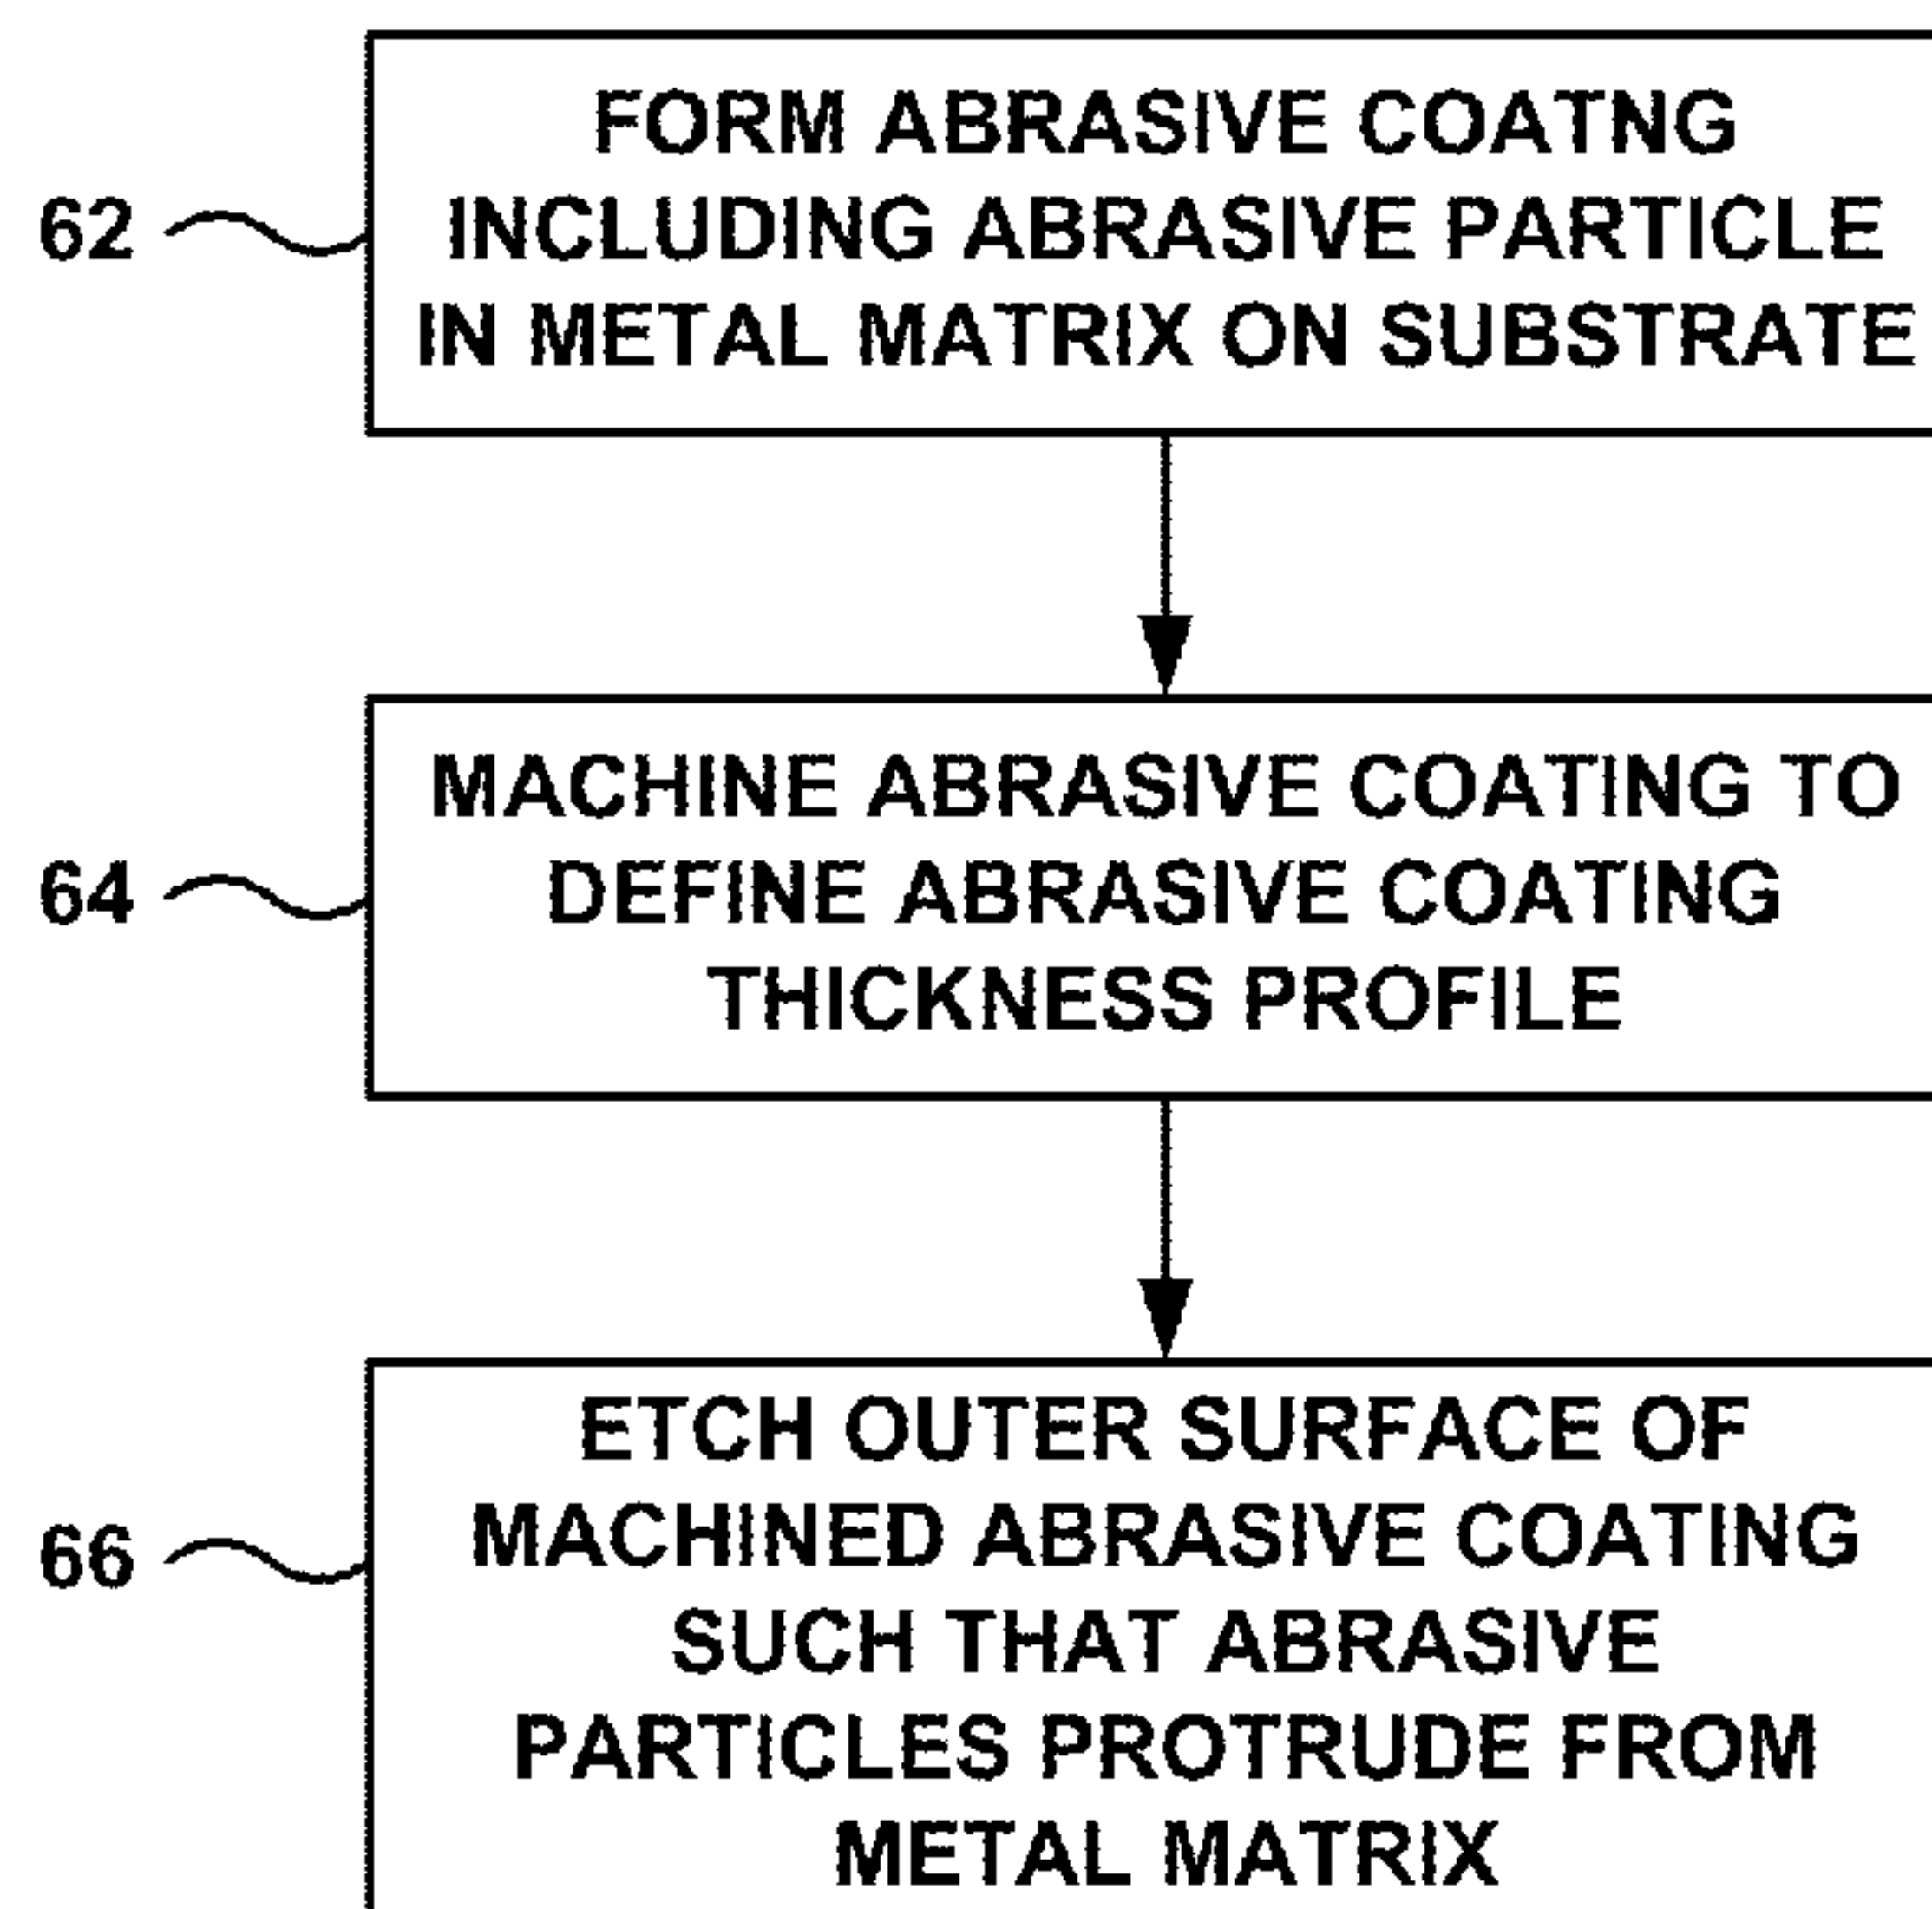 FORM ABRASIVE COATNG
62
INCLUDING ABRASIVE PARTICLE
IN METAL MATRIX ON SUBSTRATE
MACHINE ABRASIVE COATING TO
64
DEFINE ABRASIVE COATING
THICKNESS PROFILE
ETCH OUTER SURFACE OF
66
MACHINED ABRASIVE COATING
SUCH THAT ABRASIVE
PARTICLES PROTRUDE FROM
METAL MATRIX